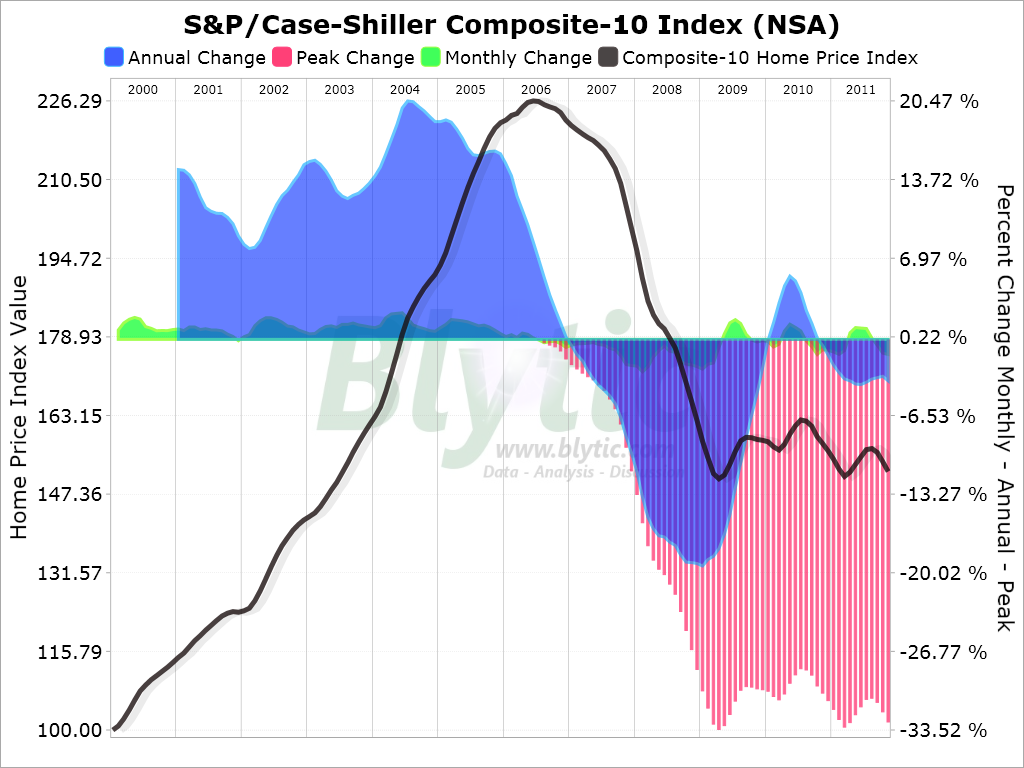 S&P/Case-Shiller Composite-10 Index (NSA)
Annual Change Peak Change Monthly Change Composite-10 Home Price Index
2000 2001 2002 2003 2004 2005 2006 2007 2008 2009 2010 2011
226.29 20.47 %
210.50 13.72 %
194.72 6.97 %
178.93 0.22 %
163.15 -6.53 %
147.36 -13.27 %
131.57 -20.02 %
115.79 -26.77 %
100.00 -33.52 %
Home Price Index Value
Percent Change Monthly - Annual - Peak
Blytic
www.blytic.com
Data - Analysis - Discussion